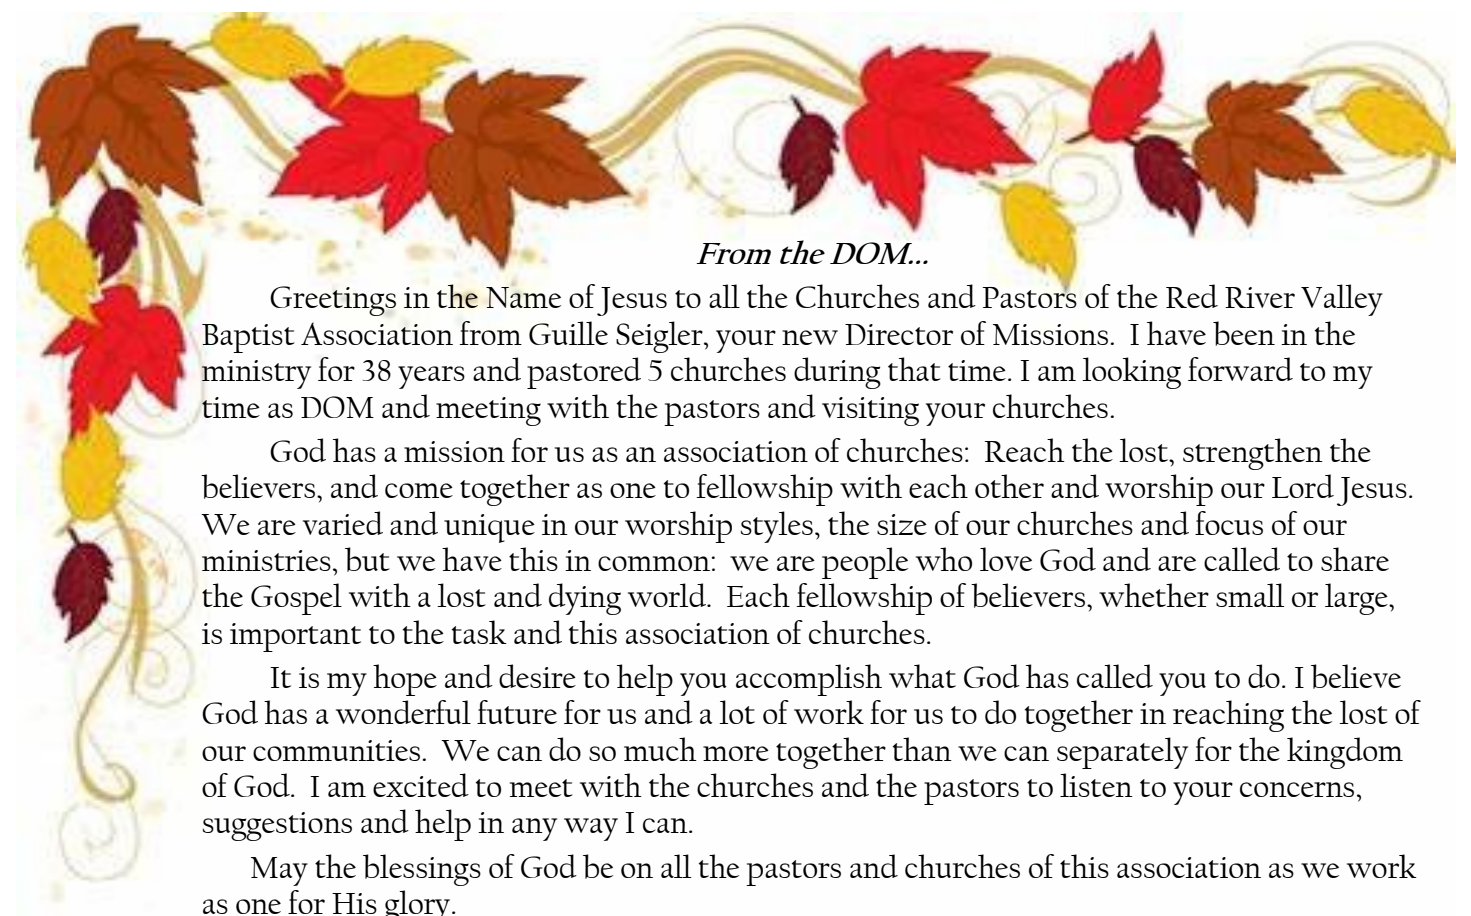 From the DOM...
Greetings in the Name of Jesus to all the Churches and Pastors of the Red River Valley
Baptist Association from Guille Seigler, your new Director of Missions.  I have been in the
ministry for 38 years and pastored 5 churches during that time. I am looking forward to my
time as DOM and meeting with the pastors and visiting your churches.
God has a mission for us as an association of churches:  Reach the lost, strengthen the
believers, and come together as one to fellowship with each other and worship our Lord Jesus.
We are varied and unique in our worship styles, the size of our churches and focus of our
ministries, but we have this in common:  we are people who love God and are called to share
the Gospel with a lost and dying world.  Each fellowship of believers, whether small or large,
is important to the task and this association of churches.
It is my hope and desire to help you accomplish what God has called you to do. I believe
God has a wonderful future for us and a lot of work for us to do together in reaching the lost of
our communities.  We can do so much more together than we can separately for the kingdom
of God.  I am excited to meet with the churches and the pastors to listen to your concerns,
suggestions and help in any way I can.
May the blessings of God be on all the pastors and churches of this association as we work
as one for His glory.